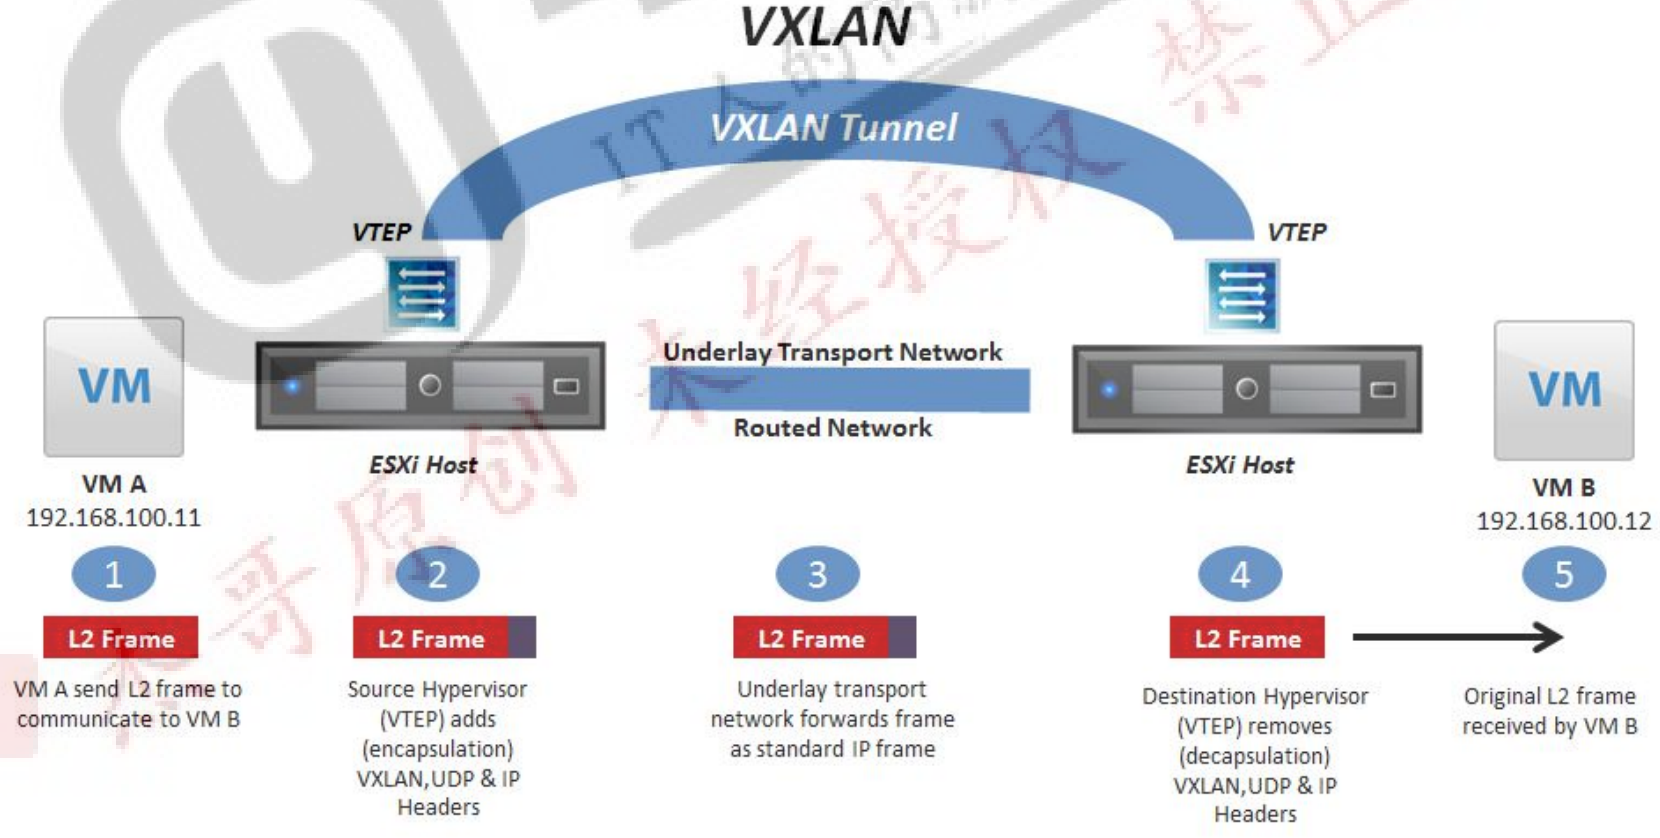 VXLAN
VXLAN Tunnel
IT人的
VTEP
VTEP
VM
Underlay Transport Network
VM
Routed Network
ESXi Host
ESXi Host
VM A
192.168.100.11
VM B
192.168.100.12
1
2
3
4
5
L2 Frame
L2 Frame
L2 Frame
L2 Frame
VM A send L2 frame to
communicate to VM B
Source Hypervisor
(VTEP) adds
(encapsulation)
VXLAN,UDP & IP
Headers
Underlay transport
network forwards frame
as standard IP frame
Destination Hypervisor
(VTEP) removes
(decapsulation)
VXLAN,UDP & IP
Headers
Original L2 frame
received by VM B
哥原创 未经授权 禁止